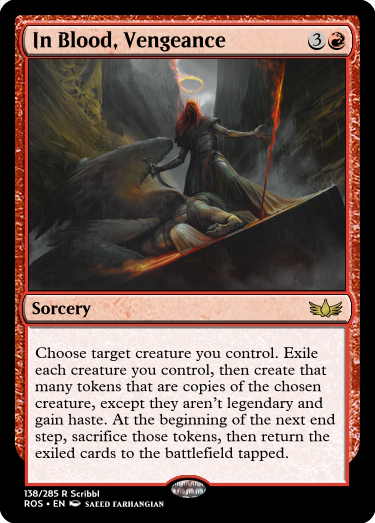 In Blood, Vengeance 3
Sorcery
Choose target creature you control. Exile
each creature you control, then create that
many tokens that are copies of the chosen
creature, except they aren't legendary and
gain haste. At the beginning of the next end
step, sacrifice those tokens, then return the
exiled cards to the battlefield tapped.
138/285 R Scribbl
ROS • EN SAEED FARHANGIAN